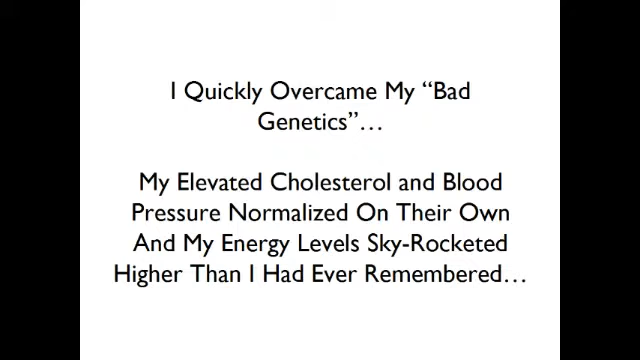 I Quickly Overcame My “Bad
Genetics”…
My Elevated Cholesterol and Blood
Pressure Normalized On Their Own
And My Energy Levels Sky-Rocketed
Higher Than I Had Ever Remembered…